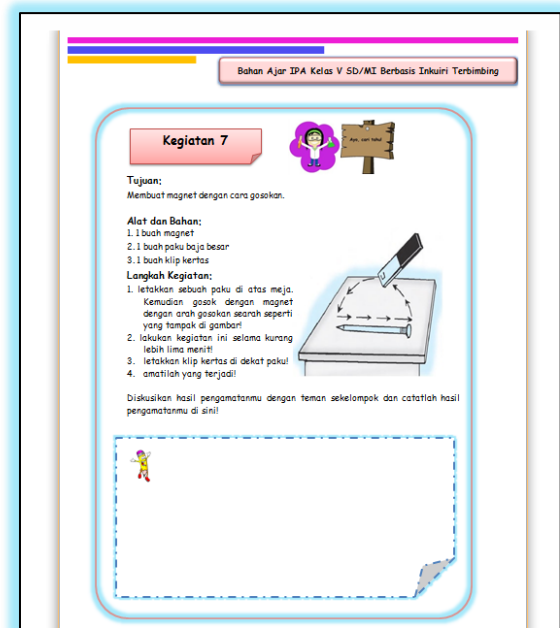 Bahan Ajar IPA Kelas V SD/MI Berbasis Inkuiri Terbimbing
Kegiatan 7
Ayo, cari tahu!
Tujuan:
Membuat magnet dengan cara gosokan.
Alat dan Bahan:
1. 1 buah magnet
2. 1 buah paku baja besar
3. 1 buah klip kertas
Langkah Kegiatan:
1. letakkan sebuah paku di atas meja.
Kemudian gosok dengan magnet
dengan arah gosokan searah seperti
yang tampak di gambar!
2. lakukan kegiatan ini selama kurang
lebih lima menit!
3. letakkan klip kertas di dekat paku!
4. amatilah yang terjadi!
Diskusikan hasil pengamatanmu dengan teman sekelompok dan catatlah hasil
pengamatanmu di sini!